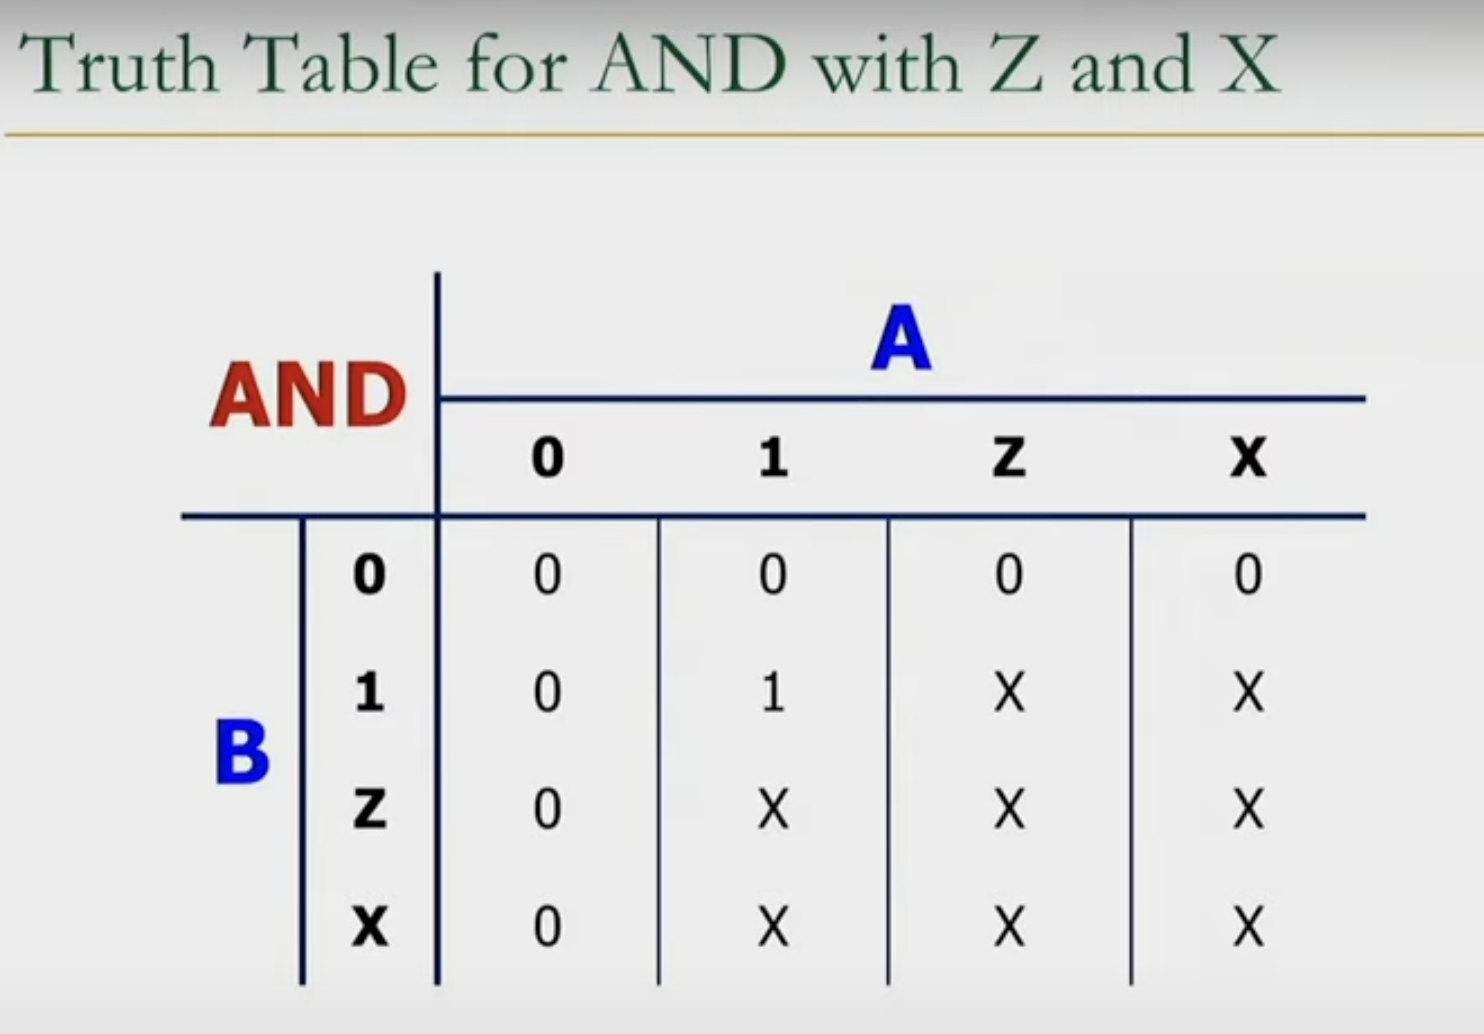 Truth Table for AND with Z and X
A
AND
0 1 Z X
0 0 0 0 0
1 0 1 X X
B
Z 0 X X X
X 0 X X X